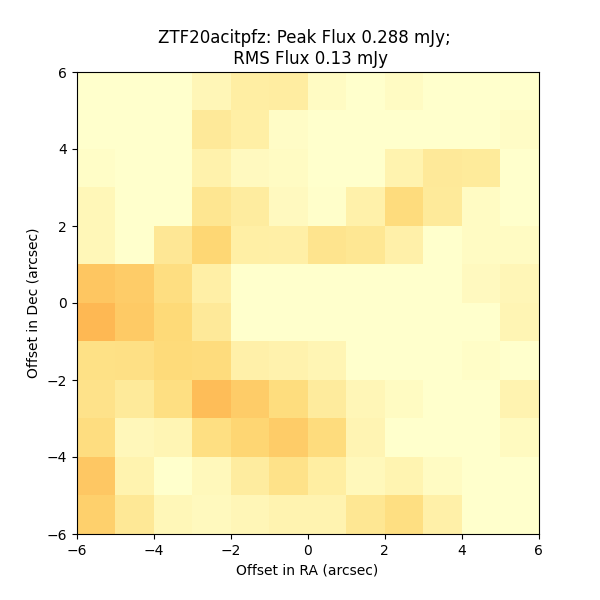 ZTF20acitpfz: Peak Flux 0.288 mJy;
RMS Flux 0.13 mJy
6
4
2
0
−2
−4
−6
Offset in Dec (arcsec)
−6 −4 −2 0 2 4 6
Offset in RA (arcsec)